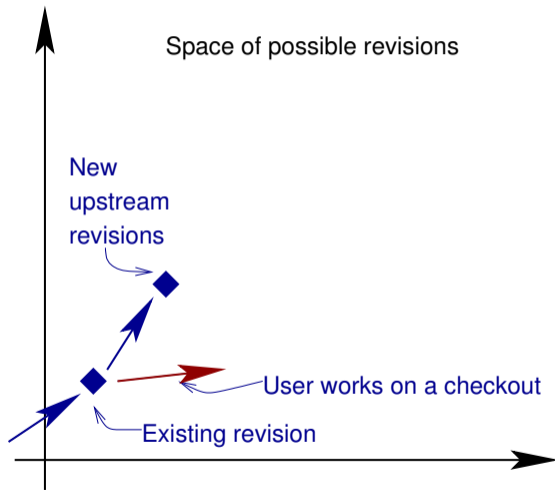 Space of possible revisions
New
upstream
revisions
User works on a checkout
Existing revision